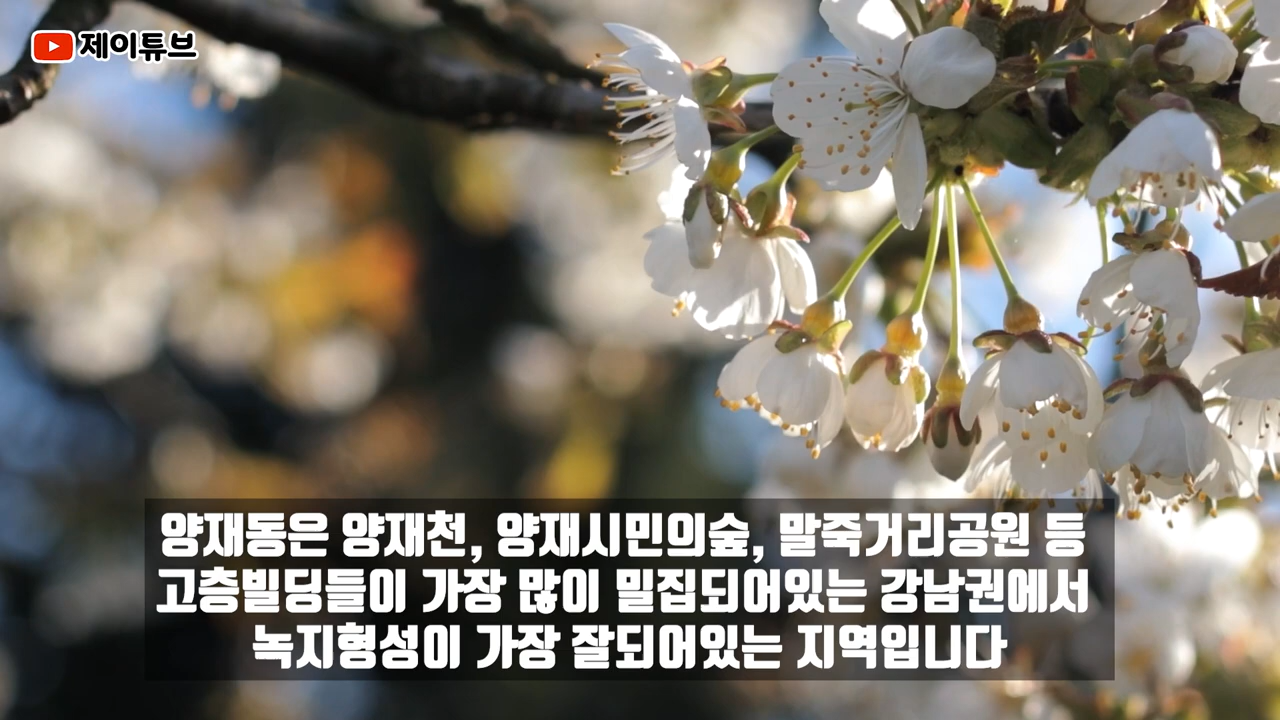 제이튜브
양재동은 양재천, 양재시민의숲, 말죽거리공원 등
고층빌딩들이 가장 많이 밀집되어있는 강남권에서
녹지형성이 가장 잘되어있는 지역입니다